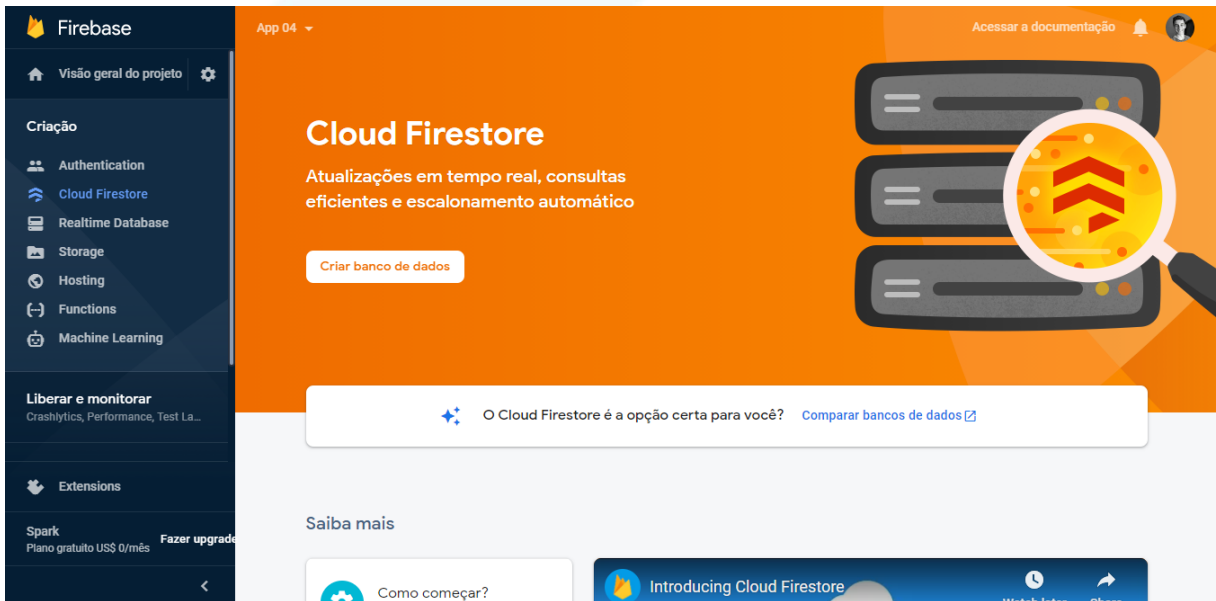 Firebase
App 04
Acessar a documentação
Visão geral do projeto
Criação
Authentication
Cloud Firestore
Realtime Database
Storage
Hosting
Functions
Machine Learning
Liberar e monitorar
Crashlytics, Performance, Test La...
Extensions
Spark
Plano gratuito US$ 0/mês
Fazer upgrade
Cloud Firestore
Atualizações em tempo real, consultas
eficientes e escalonamento automático
Criar banco de dados
O Cloud Firestore é a opção certa para você? Comparar bancos de dados
Saiba mais
Como começar?
Introducing Cloud Firestore
Watch later
Share